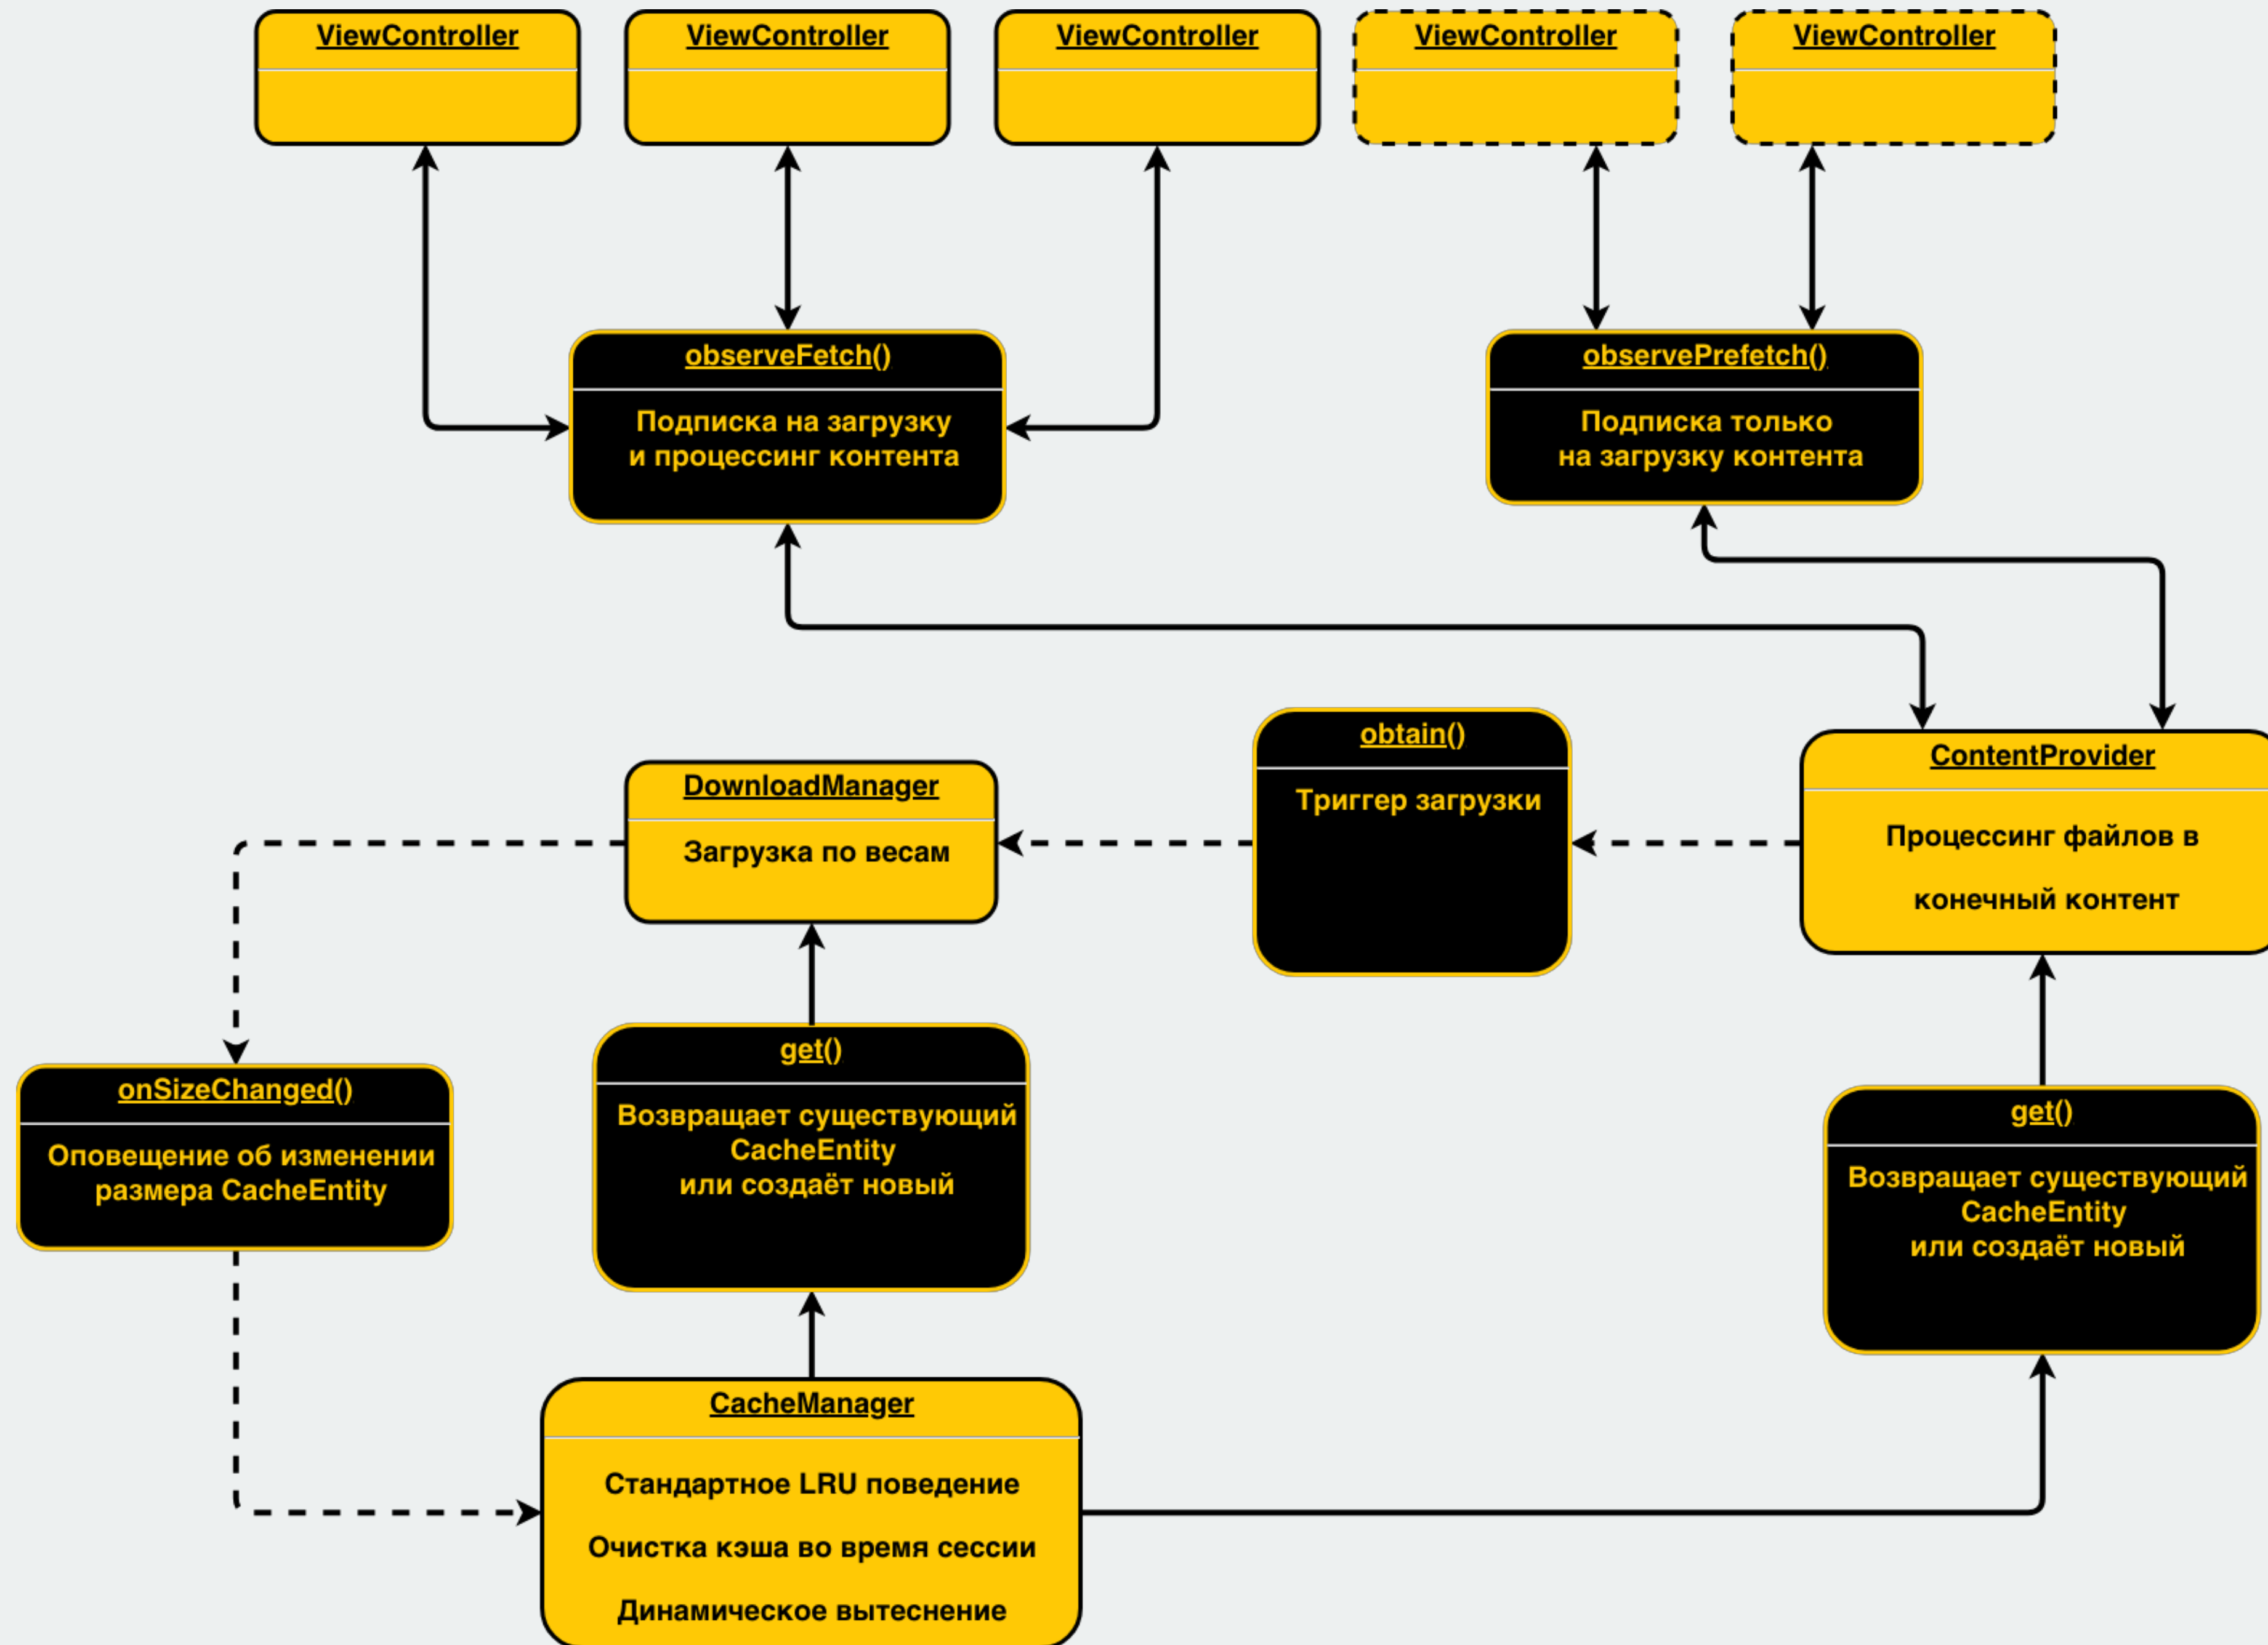 ViewController
ViewController
ViewController
ViewController
ViewController
observeFetch()
Подписка на загрузку
и процессинг контента
observePrefetch()
Подписка только
на загрузку контента
obtain()
Триггер загрузки
ContentProvider
Процессинг файлов в
конечный контент
DownloadManager
Загрузка по весам
onSizeChanged()
Оповещение об изменении
размера CacheEntity
get()
Возвращает существующий
CacheEntity
или создаёт новый
get()
Возвращает существующий
CacheEntity
или создаёт новый
CacheManager
Стандартное LRU поведение
Очистка кэша во время сессии
Динамическое вытеснение